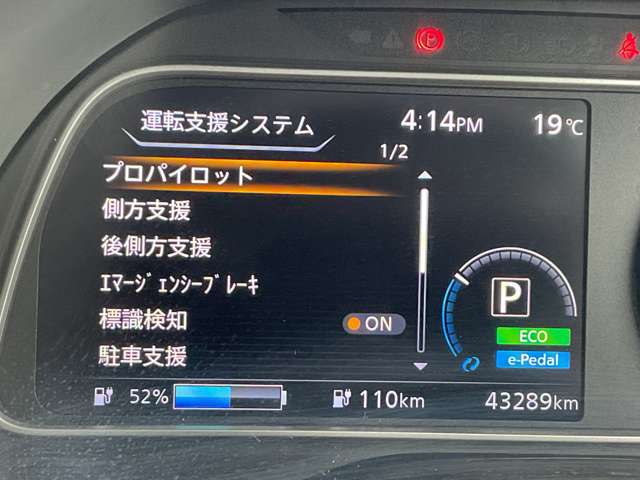 運転支援システム 4:14PM 19℃
1/2
プロパイロット
側方支援
後側方支援
ｴﾏｰｼﾞｪﾝｼｰﾌﾞﾚｰｷ
標識検知 ON
駐車支援
P
ECO
e-Pedal
52% 110km 43289km